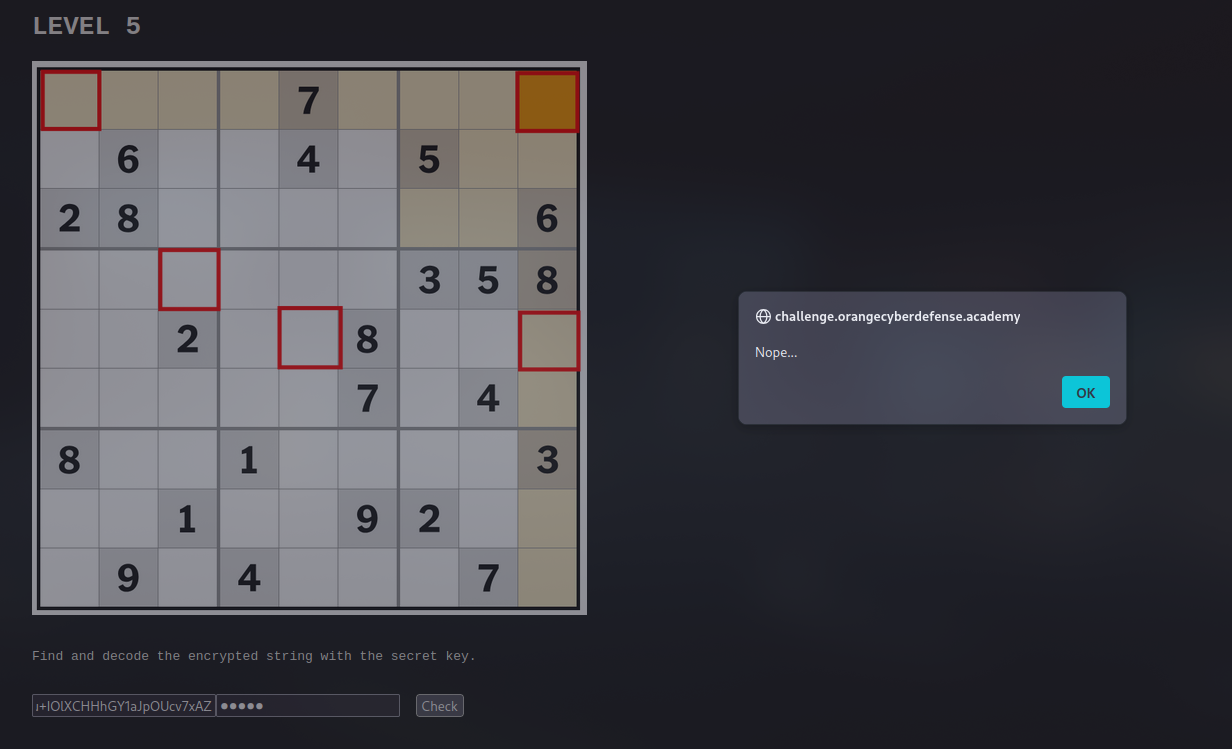 LEVEL 5
7
6 4 5
2 8 6
3 5 8
2 8
7 4
8 1 3
1 9 2
9 4 7
challenge.orangecyberdefense.academy
Nope...
OK
Find and decode the encrypted string with the secret key.
●●●●● Check